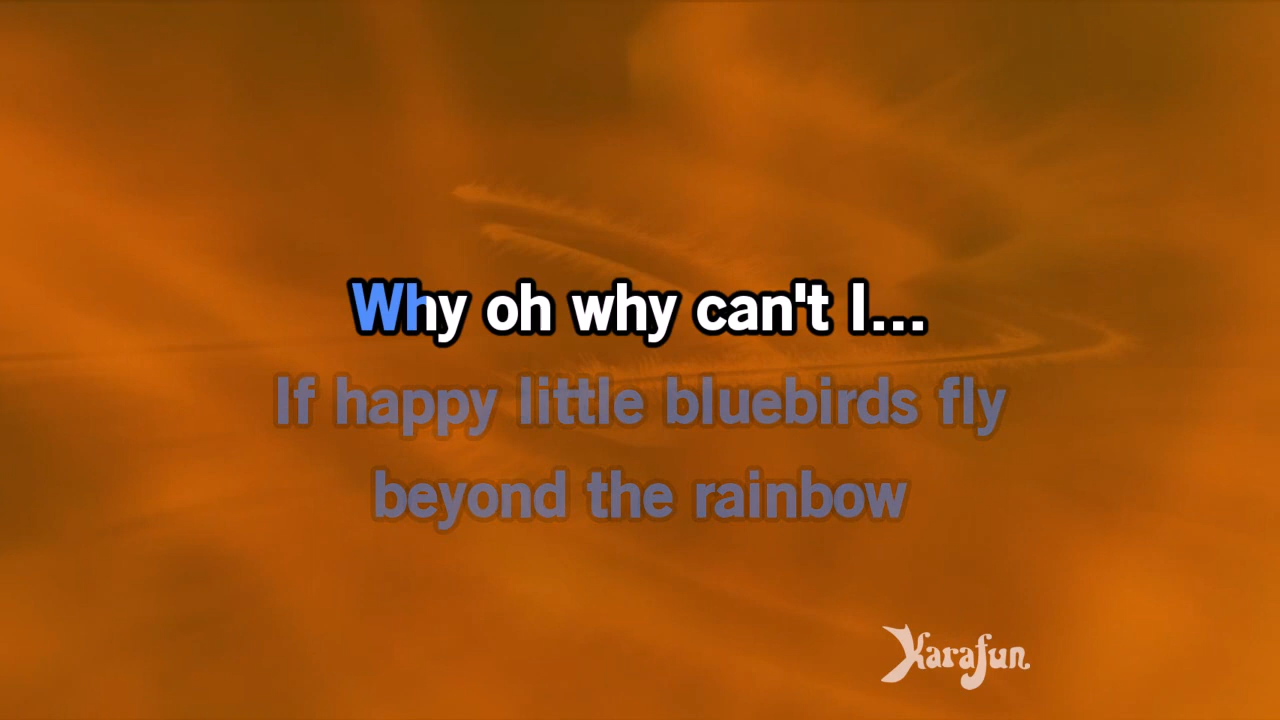 Why oh why can't I...
If happy little bluebirds fly
beyond the rainbow
Karafun